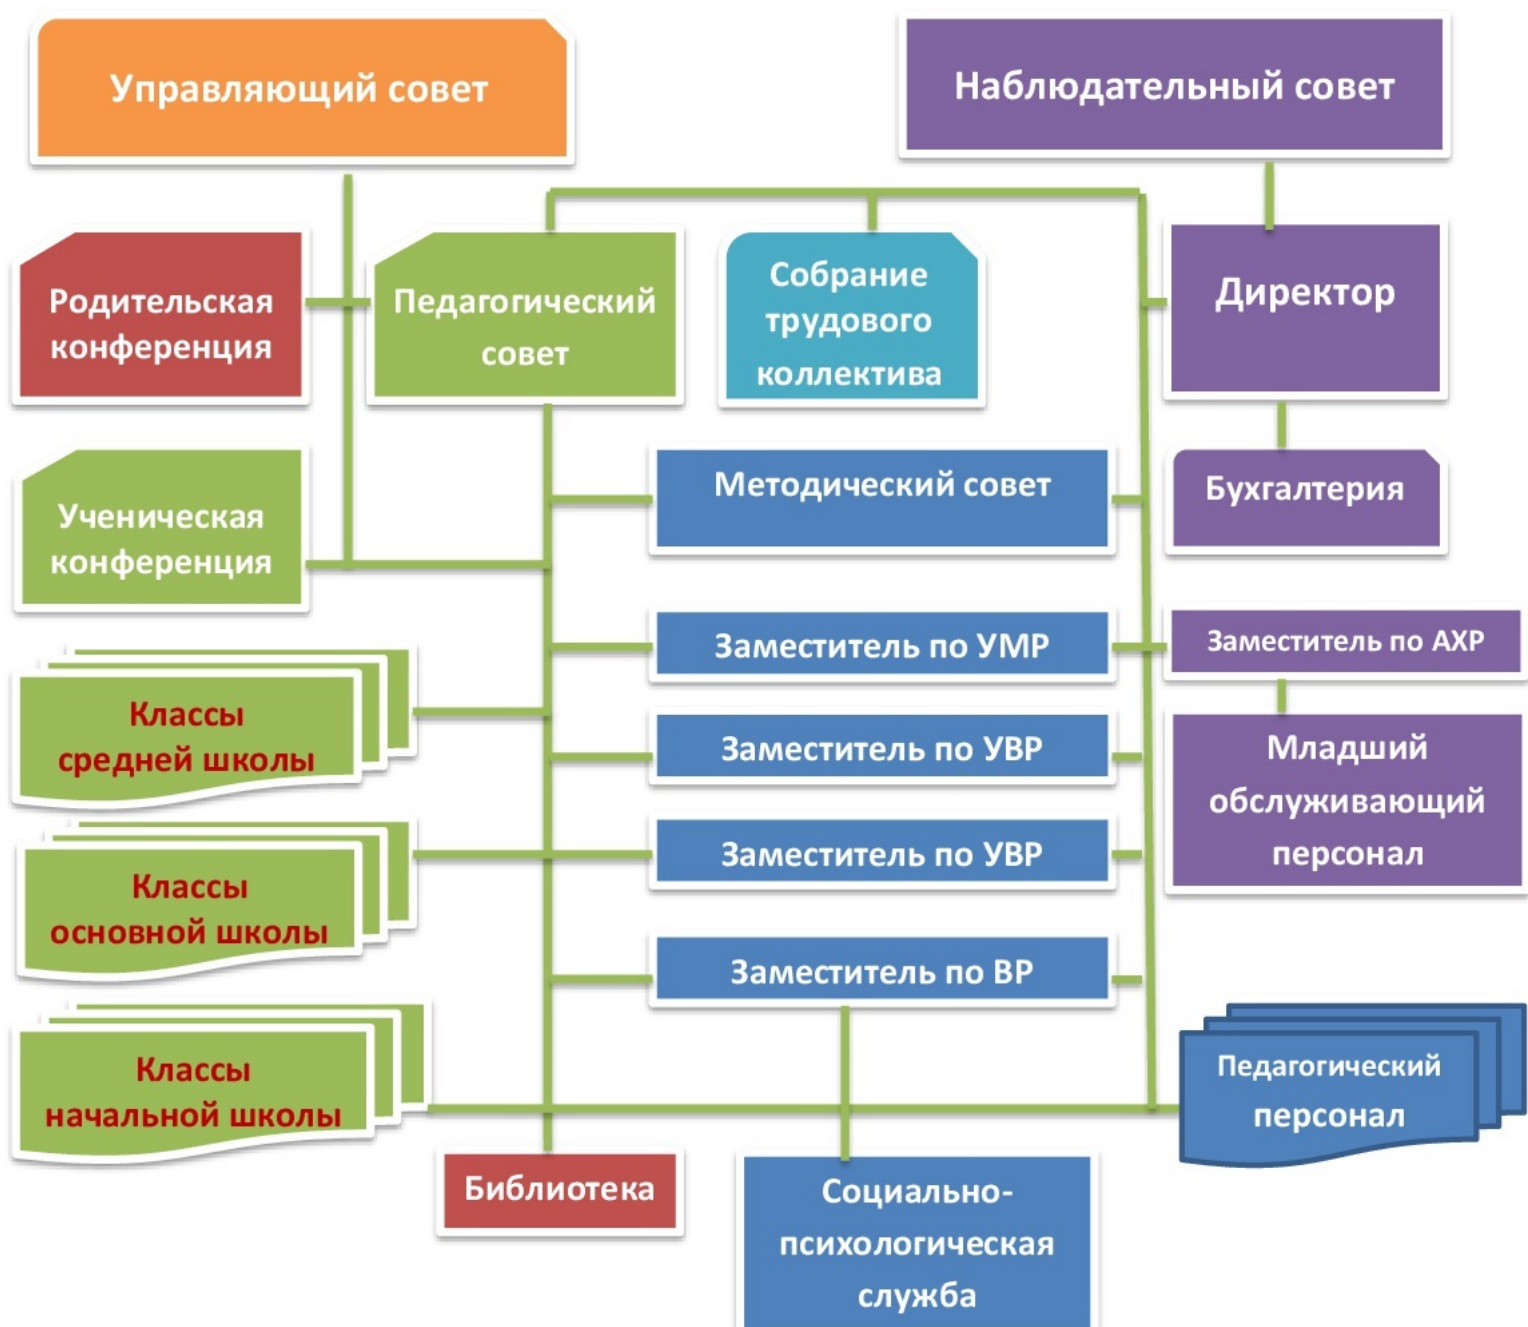 Управляющий совет
Наблюдательный совет
Родительская
конференция
Педагогический
совет
Собрание
трудового
коллектива
Директор
Ученическая
конференция
Методический совет
Бухгалтерия
Заместитель по УМР
Заместитель по АХР
Классы
средней школы
Заместитель по УВР
Младший
обслуживающий
персонал
Классы
основной школы
Заместитель по УВР
Заместитель по ВР
Классы
начальной школы
Педагогический
персонал
Библиотека
Социально-
психологическая
служба